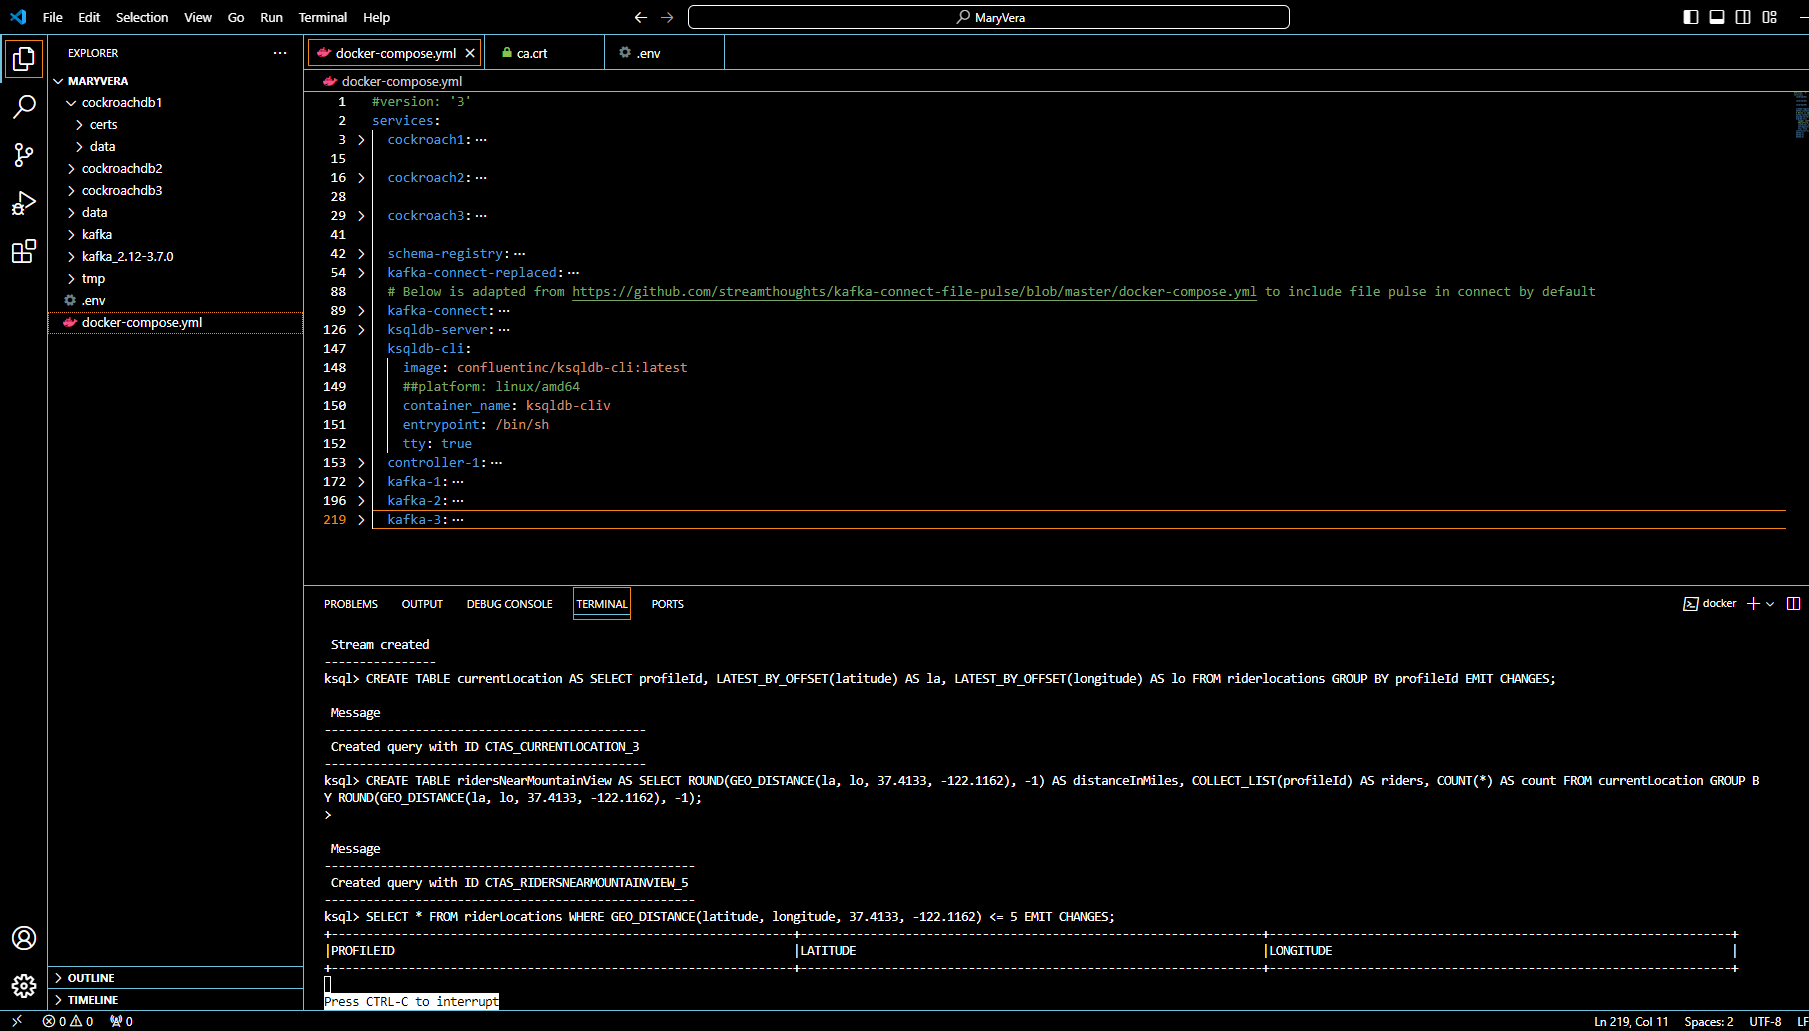 File Edit Selection View Go Run Terminal Help
MaryVera
EXPLORER
MARYVERA
cockroachdb1
certs
data
cockroachdb2
cockroachdb3
data
kafka
kafka_2.12-3.7.0
tmp
.env
docker-compose.yml
OUTLINE
TIMELINE
docker-compose.yml ca.crt .env
docker-compose.yml
1 #version: '3'
2 services:
3 cockroach1:···
15
16 cockroach2:···
28
29 cockroach3:···
41
42 schema-registry:···
54 kafka-connect-replaced:···
88 # Below is adapted from https://github.com/streamthoughts/kafka-connect-file-pulse/blob/master/docker-compose.yml to include file pulse in connect by default
89 kafka-connect:···
126 ksqldb-server:···
147 ksqldb-cli:
148 image: confluentinc/ksqldb-cli:latest
149 ##platform: linux/amd64
150 container_name: ksqldb-cliv
151 entrypoint: /bin/sh
152 tty: true
153 controller-1:···
172 kafka-1:···
196 kafka-2:···
219 kafka-3:···
PROBLEMS OUTPUT DEBUG CONSOLE TERMINAL PORTS
docker
Stream created
----------------
ksql> CREATE TABLE currentLocation AS SELECT profileId, LATEST_BY_OFFSET(latitude) AS la, LATEST_BY_OFFSET(longitude) AS lo FROM riderlocations GROUP BY profileId EMIT CHANGES;
Message
----------------------------------------------
Created query with ID CTAS_CURRENTLOCATION_3
----------------------------------------------
ksql> CREATE TABLE ridersNearMountainView AS SELECT ROUND(GEO_DISTANCE(la, lo, 37.4133, -122.1162), -1) AS distanceInMiles, COLLECT_LIST(profileId) AS riders, COUNT(*) AS count FROM currentLocation GROUP B
Y ROUND(GEO_DISTANCE(la, lo, 37.4133, -122.1162), -1);
>
Message
-----------------------------------------------------
Created query with ID CTAS_RIDERSNEARMOUNTAINVIEW_5
-----------------------------------------------------
ksql> SELECT * FROM riderLocations WHERE GEO_DISTANCE(latitude, longitude, 37.4133, -122.1162) <= 5 EMIT CHANGES;
|PROFILEID |LATITUDE |LONGITUDE |
Press CTRL-C to interrupt
0 0 0
Ln 219, Col 11 Spaces: 2 UTF-8 LF